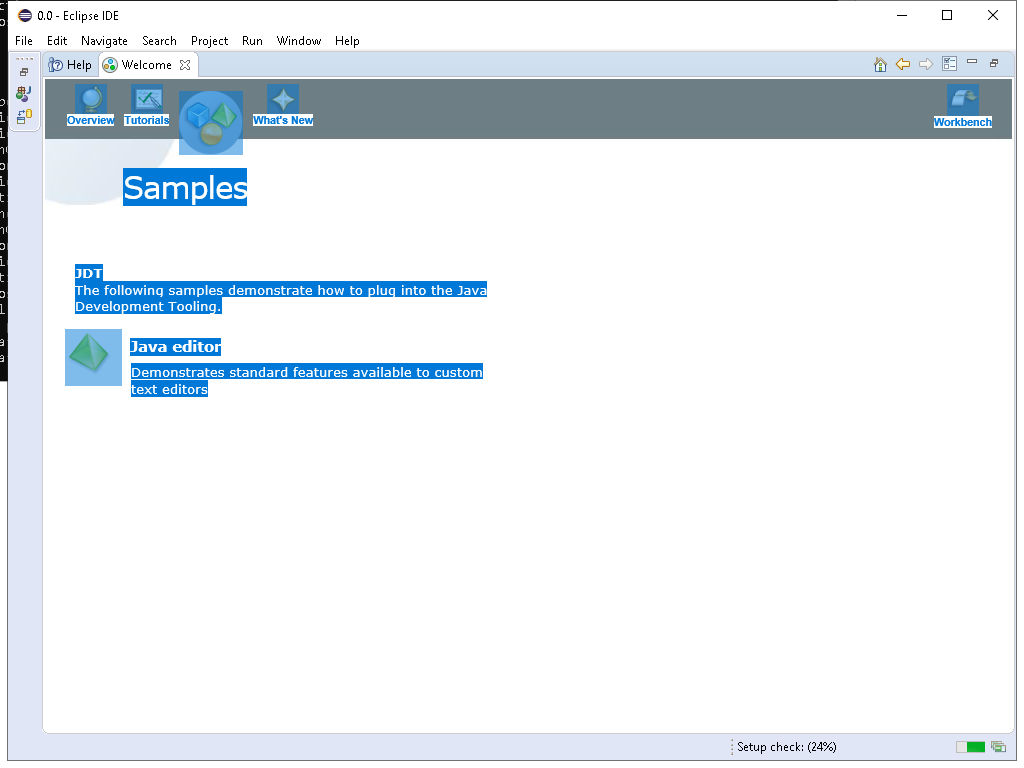 0.0 - Eclipse IDE
File Edit Navigate Search Project Run Window Help
Help Welcome
Overview Tutorials What's New Workbench
Samples
JDT
The following samples demonstrate how to plug into the Java
Development Tooling.
Java editor
Demonstrates standard features available to custom
text editors
Setup check: (24%)